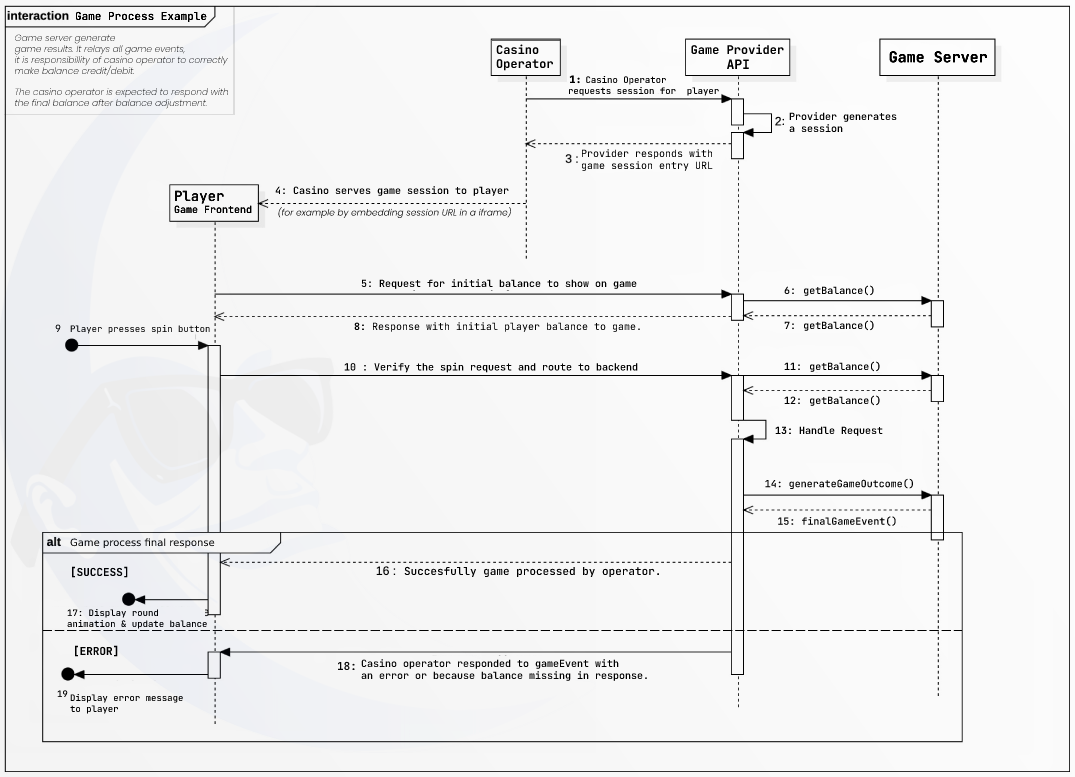 interaction Game Process Example
Game server generate
game results. It relays all game events,
it is responsibility of casino operator to correctly
make balance credit/debit.
The casino operator is expected to respond with
the final balance after balance adjustment.
Casino
Operator
Game Provider
API
Game Server
1: Casino Operator
requests session for player
2: Provider generates
a session
3: Provider responds with
game session entry URL
Player
Game Frontend
4: Casino serves game session to player
(for example by embedding session URL in a iframe)
5: Request for initial balance to show on game
6: getBalance()
7: getBalance()
8: Response with initial player balance to game.
9 Player presses spin button
10 : Verify the spin request and route to backend
11: getBalance()
12: getBalance()
13: Handle Request
14: generateGameOutcome()
15: finalGameEvent()
alt Game process final response
[SUCCESS]
16: Succesfully game processed by operator.
17: Display round
animation & update balance
[ERROR]
18: Casino operator responded to gameEvent with
an error or because balance missing in response.
19 Display error message
to player